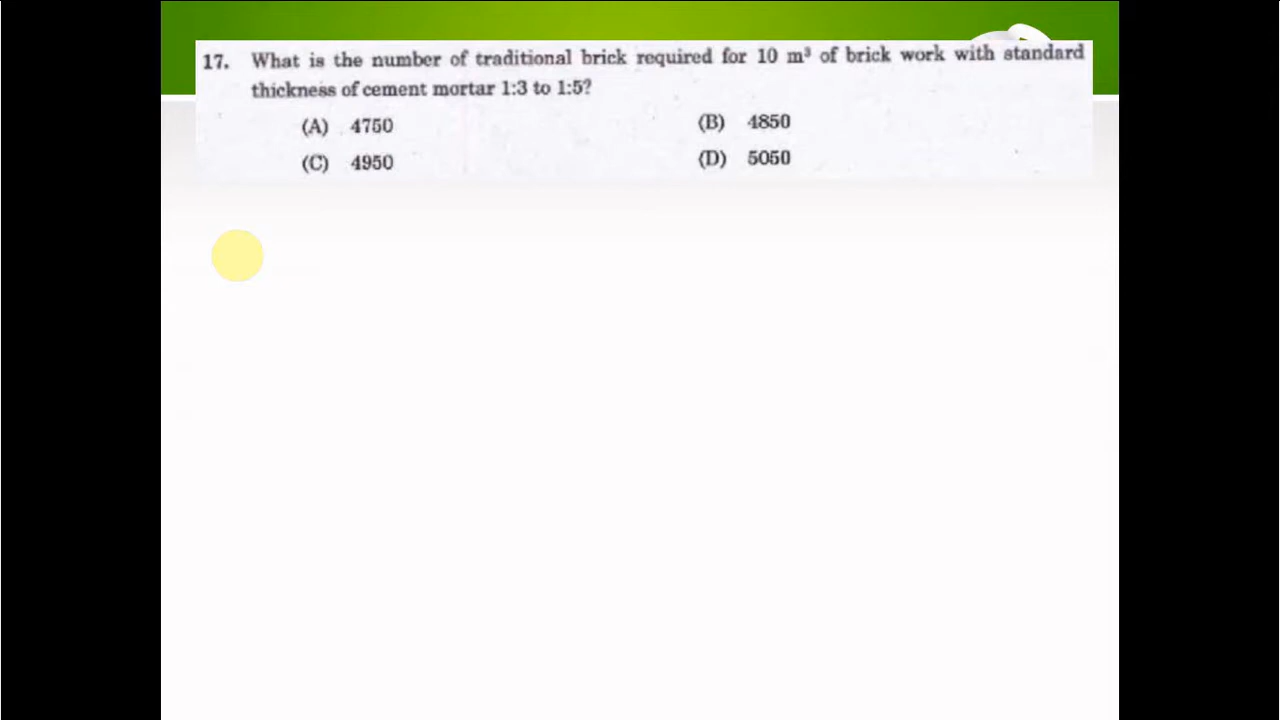 17. What is the number of traditional brick required for 10 m³ of brick work with standard
thickness of cement mortar 1:3 to 1:5?
(A) 4750 (B) 4850
(C) 4950 (D) 5050